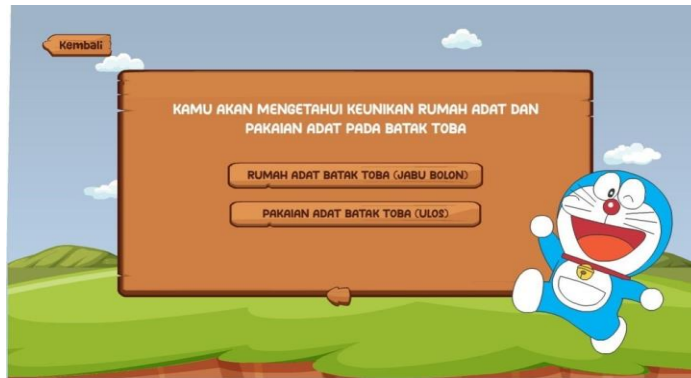 Kembali
KAMU AKAN MENGETAHUI KEUNIKAN RUMAH ADAT DAN
PAKAIAN ADAT PADA BATAK TOBA
RUMAH ADAT BATAK TOBA (JABU BOLON)
PAKAIAN ADAT BATAK TOBA (ULOS)